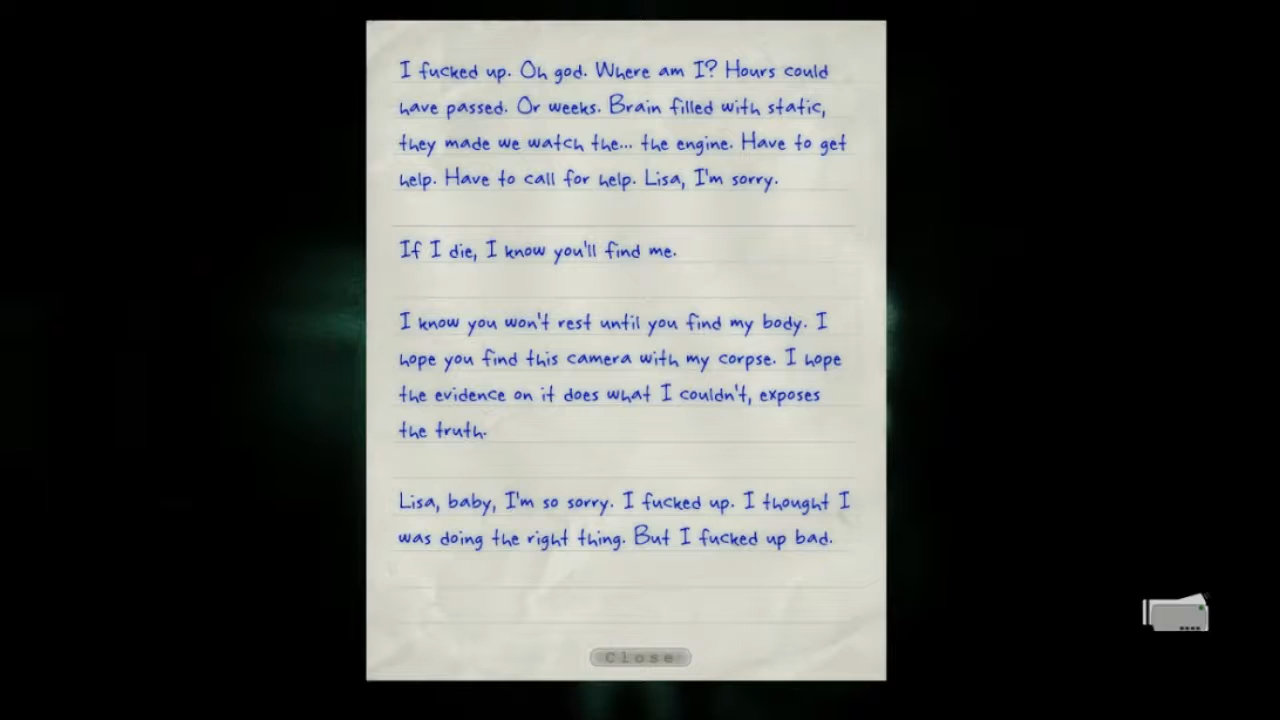 I fucked up. Oh god. Where am I? Hours could
have passed. Or weeks. Brain filled with static,
they made we watch the... the engine. Have to get
help. Have to call for help. Lisa, I'm sorry.
If I die, I know you'll find me.
I know you won't rest until you find my body. I
hope you find this camera with my corpse. I hope
the evidence on it does what I couldn't, exposes
the truth.
Lisa, baby, I'm so sorry. I fucked up. I thought I
was doing the right thing. But I fucked up bad.
Close